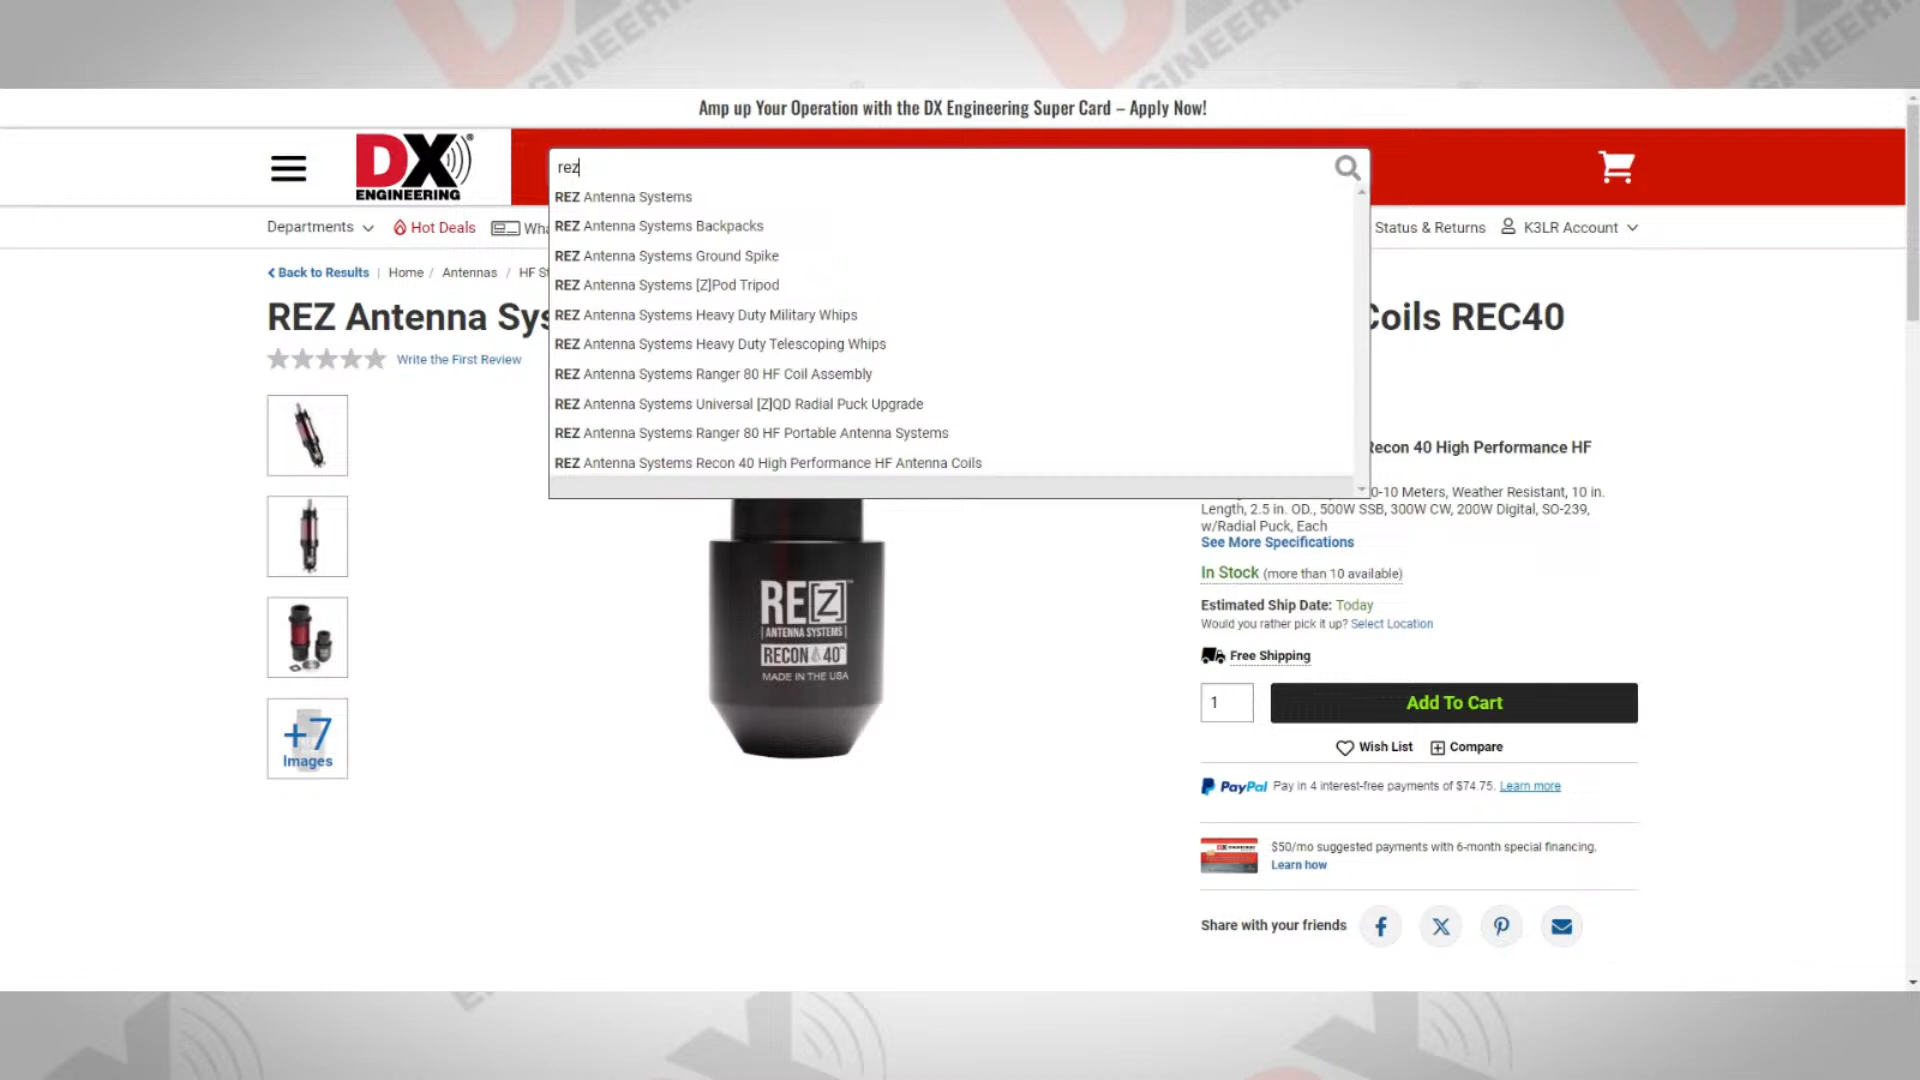 Amp up Your Operation with the DX Engineering Super Card – Apply Now!
DX
ENGINEERING
rez
REZ Antenna Systems
REZ Antenna Systems Backpacks
REZ Antenna Systems Ground Spike
REZ Antenna Systems [Z]Pod Tripod
REZ Antenna Systems Heavy Duty Military Whips
REZ Antenna Systems Heavy Duty Telescoping Whips
REZ Antenna Systems Ranger 80 HF Coil Assembly
REZ Antenna Systems Universal [Z]QD Radial Puck Upgrade
REZ Antenna Systems Ranger 80 HF Portable Antenna Systems
REZ Antenna Systems Recon 40 High Performance HF Antenna Coils
Departments Hot Deals Wh
Status & Returns K3LR Account
Back to Results | Home / Antennas / HF S
REZ Antenna Sys Coils REC40
Write the First Review
+7
Images
RE[Z]™
ANTENNA SYSTEMS
RECON 40™
MADE IN THE USA
Recon 40 High Performance HF
0-10 Meters, Weather Resistant, 10 in.
Length, 2.5 in. OD., 500W SSB, 300W CW, 200W Digital, SO-239,
w/Radial Puck, Each
See More Specifications
In Stock (more than 10 available)
Estimated Ship Date: Today
Would you rather pick it up? Select Location
Free Shipping
1 Add To Cart
Wish List Compare
PayPal Pay in 4 interest-free payments of $74.75. Learn more
$50/mo suggested payments with 6-month special financing.
Learn how
Share with your friends